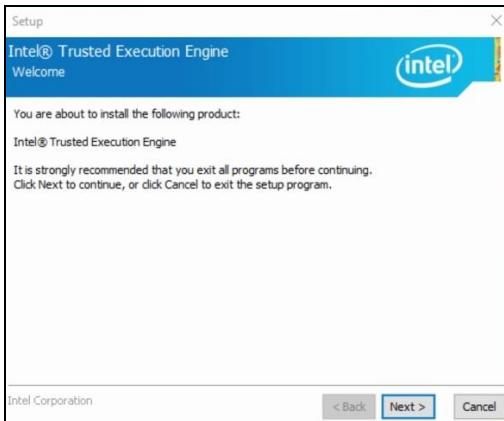 Setup
Intel® Trusted Execution Engine
Welcome
intel
You are about to install the following product:
Intel® Trusted Execution Engine
It is strongly recommended that you exit all programs before continuing.
Click Next to continue, or click Cancel to exit the setup program.
Intel Corporation
< Back Next > Cancel